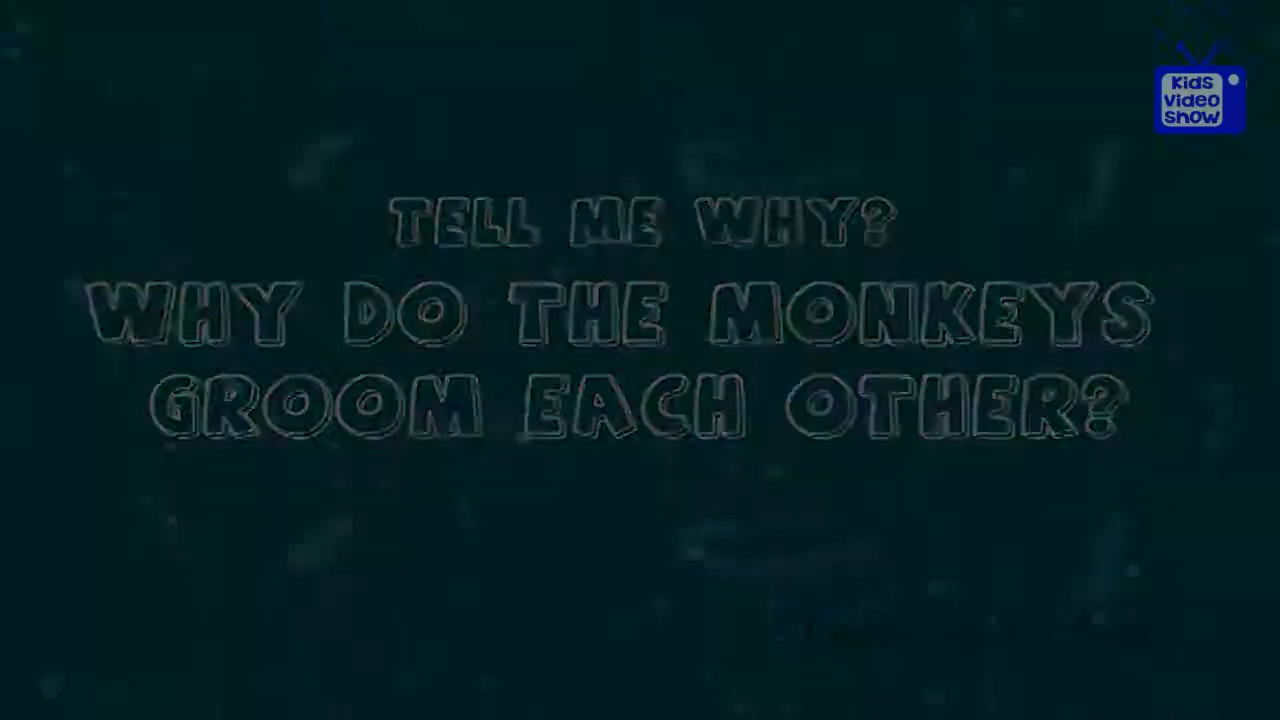 Kids
Video
Show
TELL ME WHY?
WHY DO THE MONKEYS
GROOM EACH OTHER?